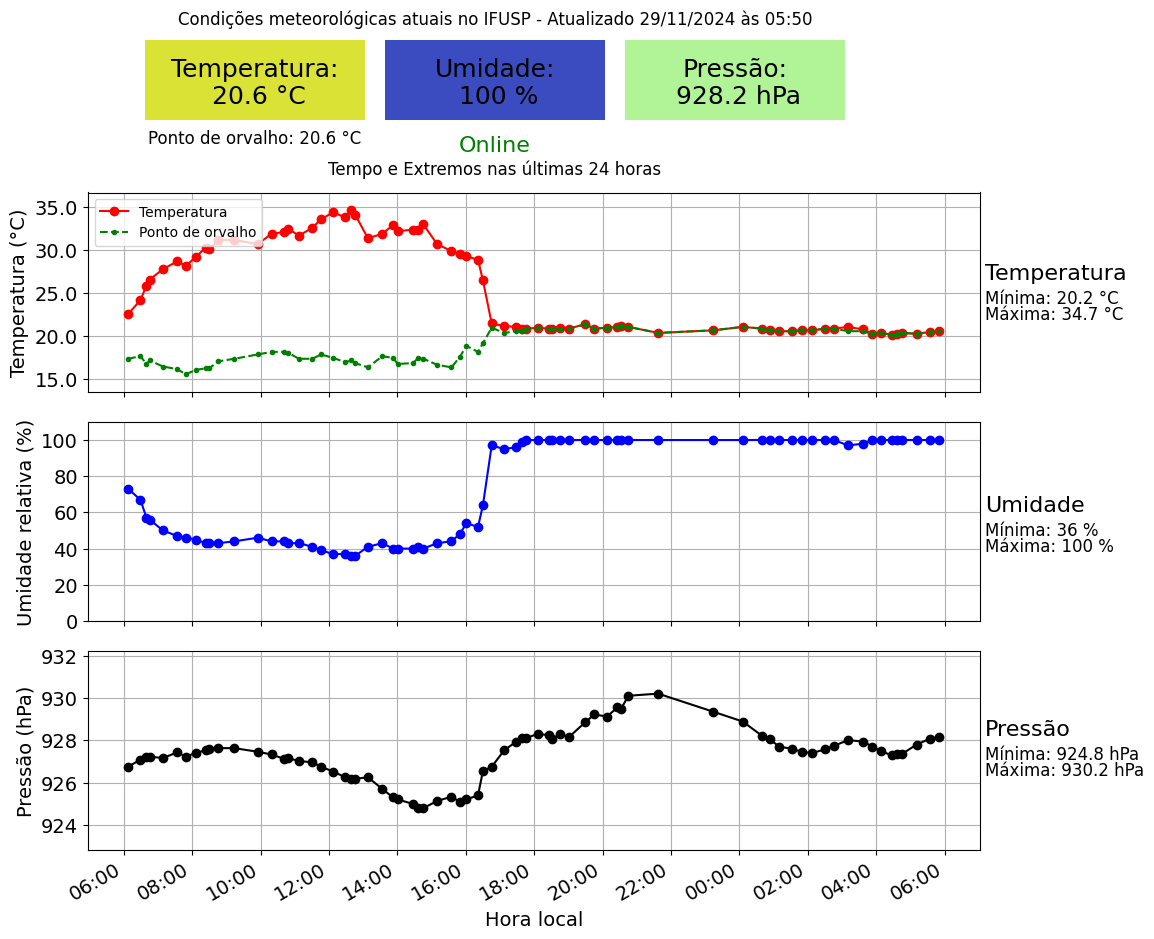 Condições meteorológicas atuais no IFUSP - Atualizado 29/11/2024 às 05:50
Temperatura:
20.6 °C
Umidade:
100 %
Pressão:
928.2 hPa
Ponto de orvalho: 20.6 °C
Online
Tempo e Extremos nas últimas 24 horas
Temperatura (°C)
35.0
30.0
25.0
20.0
15.0
Temperatura
Ponto de orvalho
Temperatura
Mínima: 20.2 °C
Máxima: 34.7 °C
Umidade relativa (%)
100
80
60
40
20
0
Umidade
Mínima: 36 %
Máxima: 100 %
Pressão (hPa)
932
930
928
926
924
Pressão
Mínima: 924.8 hPa
Máxima: 930.2 hPa
06:00 08:00 10:00 12:00 14:00 16:00 18:00 20:00 22:00 00:00 02:00 04:00 06:00
Hora local